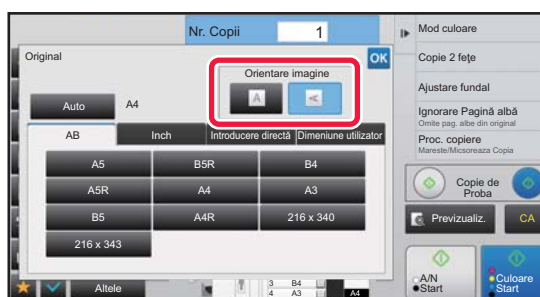 Nr. Copii 1
Original
OK
Orientare imagine
A A
Auto A4
AB Inch Introducere directă Dimeniune utilizator
A5 B5R B4
A5R A4 A3
B5 A4R 216 x 340
216 x 343
Altele
3 B4
4 A3 A4
Mod culoare
Copie 2 feţe
Ajustare fundal
Ignorare Pagină albă
Omite pag. albe din original
Proc. copiere
Mareste/Micsoreaza Copia
Copie de
Proba
Previzualiz. CA
A/N
Start
Culoare
Start